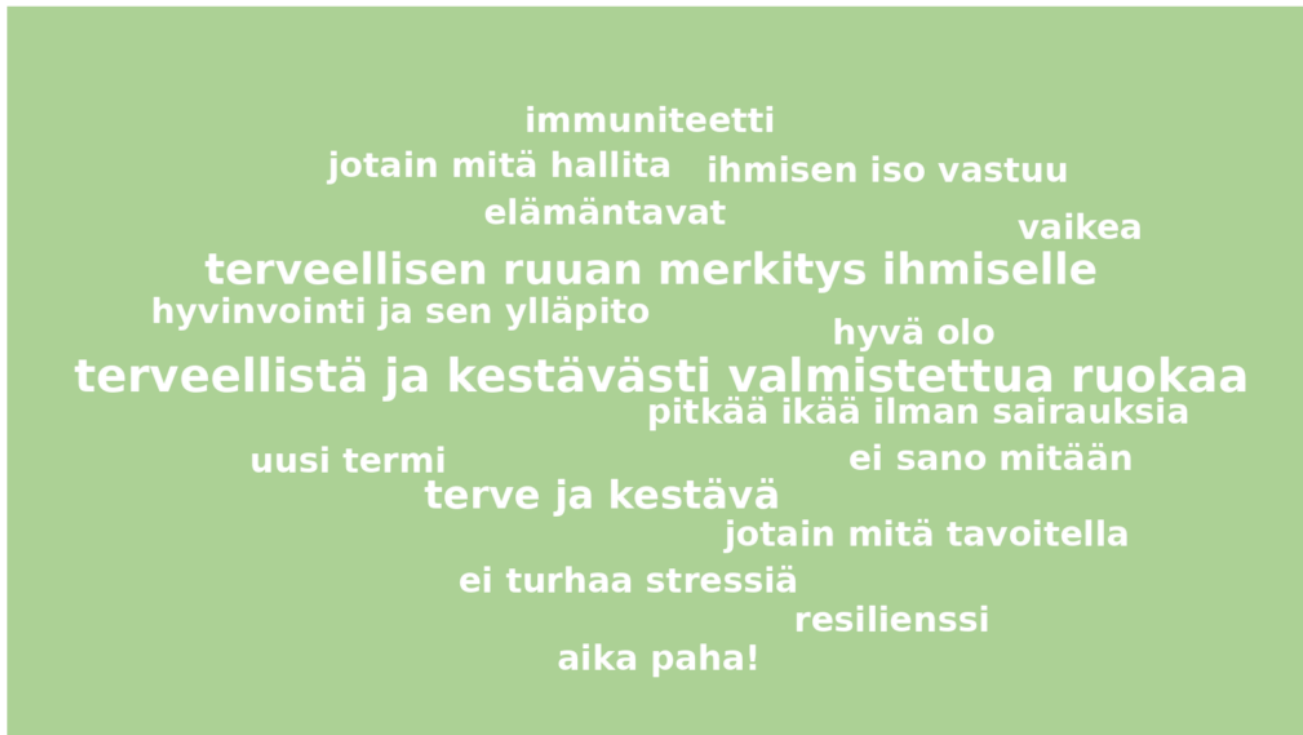 immuniteetti
jotain mitä hallita
ihmisen iso vastuu
elämäntavat
vaikea
terveellisen ruuan merkitys ihmiselle
hyvinvointi ja sen ylläpito
hyvä olo
terveellistä ja kestävästi valmistettua ruokaa
pitkää ikää ilman sairauksia
uusi termi
ei sano mitään
terve ja kestävä
jotain mitä tavoitella
ei turhaa stressiä
resilienssi
aika paha!